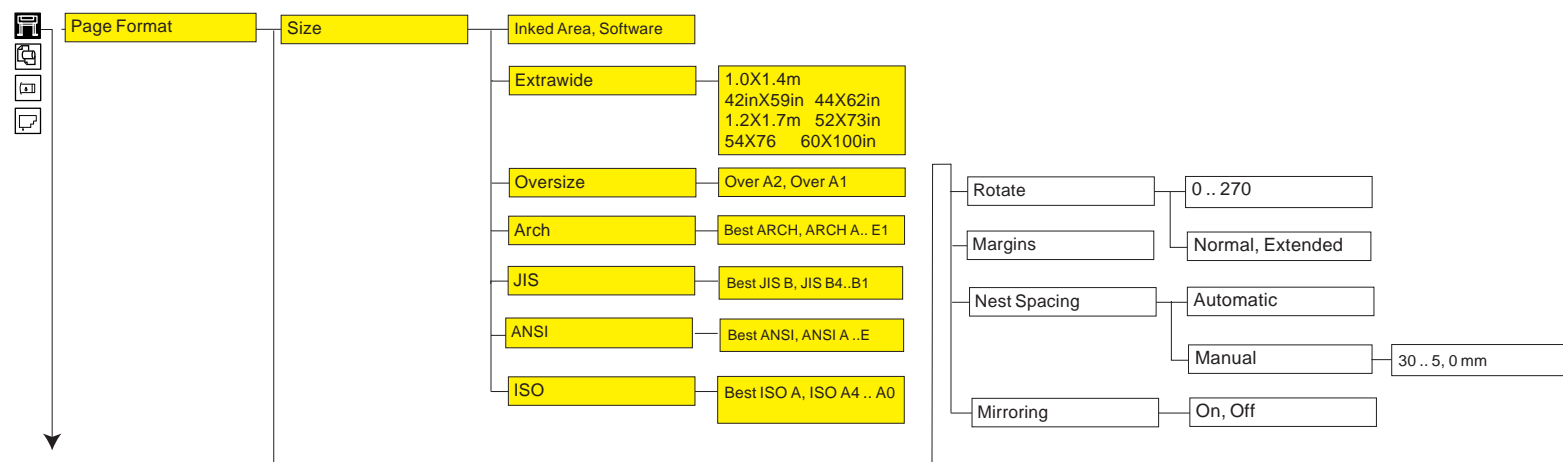 Page Format
Size
Inked Area, Software
Extrawide
1.0X1.4m
42inX59in 44X62in
1.2X1.7m 52X73in
54X76 60X100in
Oversize
Over A2, Over A1
Arch
Best ARCH, ARCH A.. E1
JIS
Best JIS B, JIS B4..B1
ANSI
Best ANSI, ANSI A ..E
ISO
Best ISO A, ISO A4 .. A0
Rotate
0 .. 270
Margins
Normal, Extended
Nest Spacing
Automatic
Manual
30 .. 5, 0 mm
Mirroring
On, Off